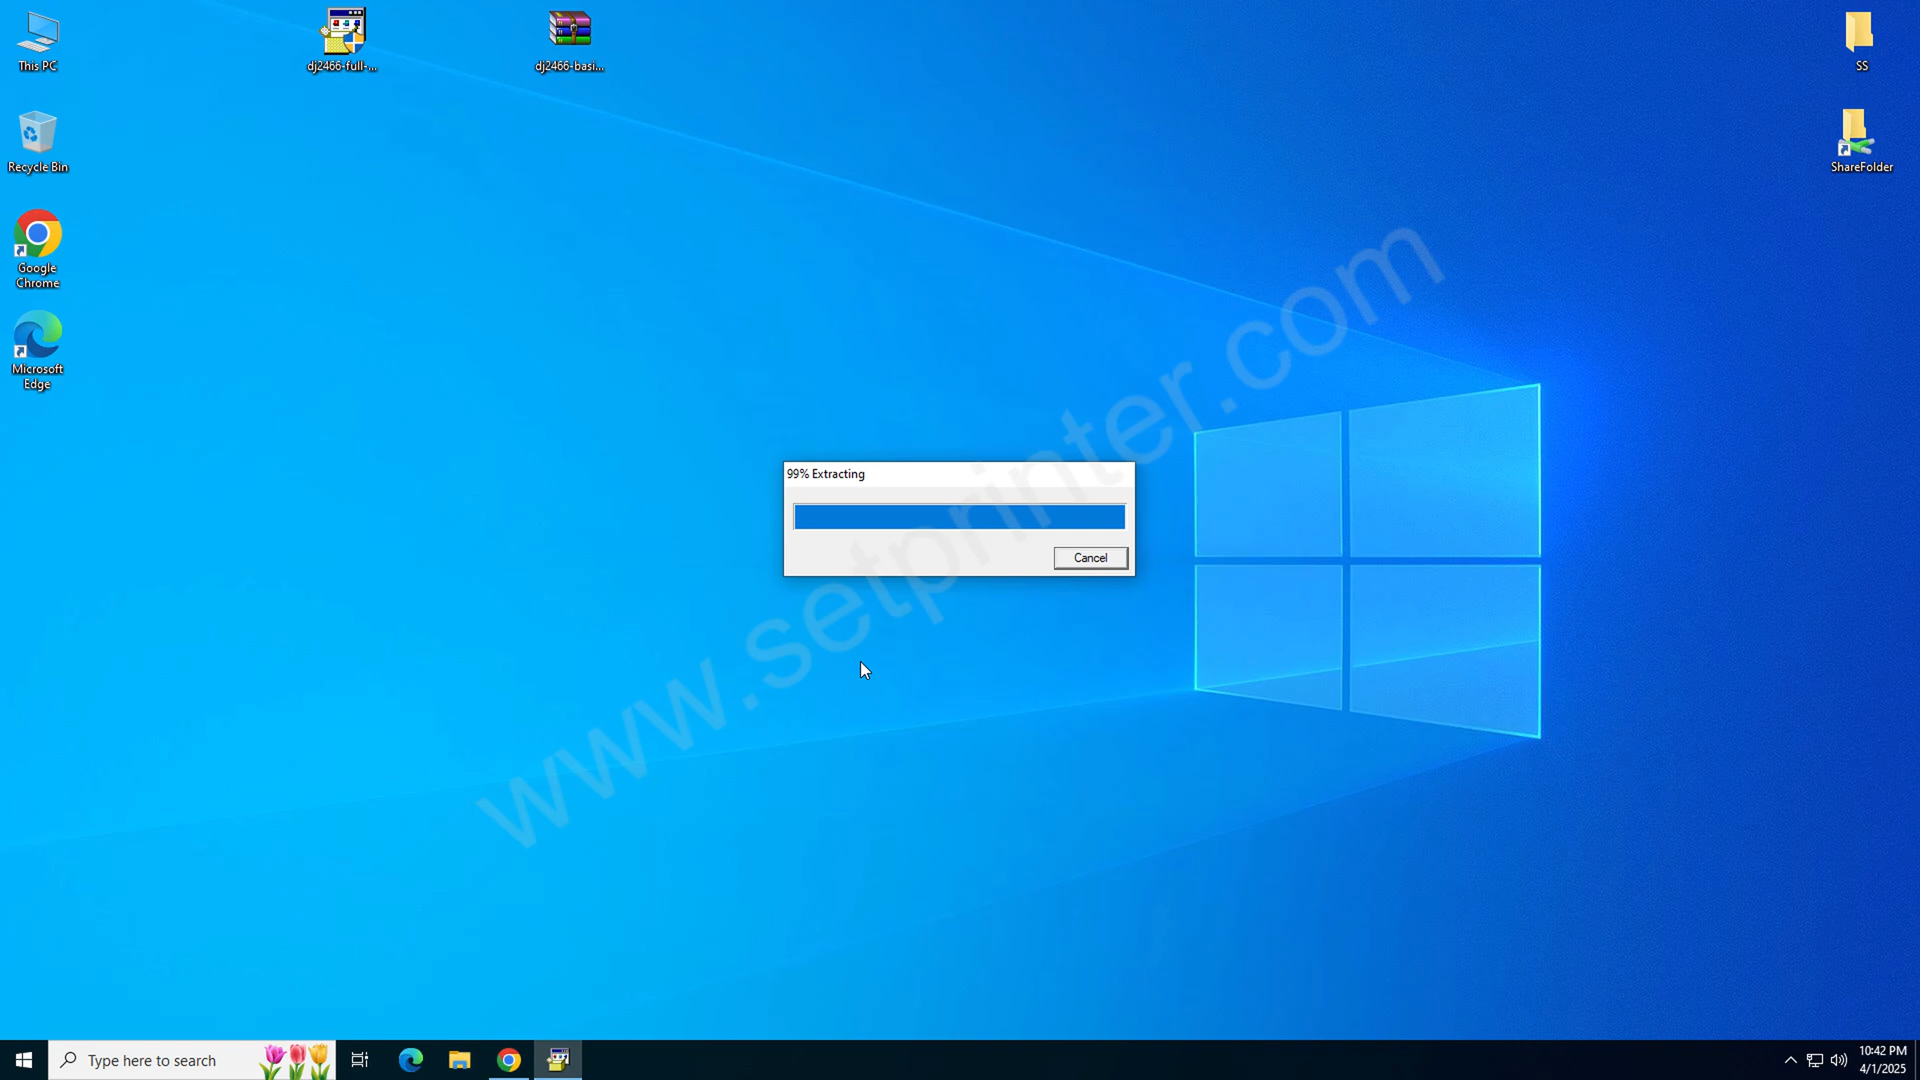 This PC
dj2466-full-...
dj2466-basi...
SS
Recycle Bin
ShareFolder
Google
Chrome
Microsoft
Edge
99% Extracting
Cancel
www.setprinter.com
Type here to search
10:42 PM
4/1/2025